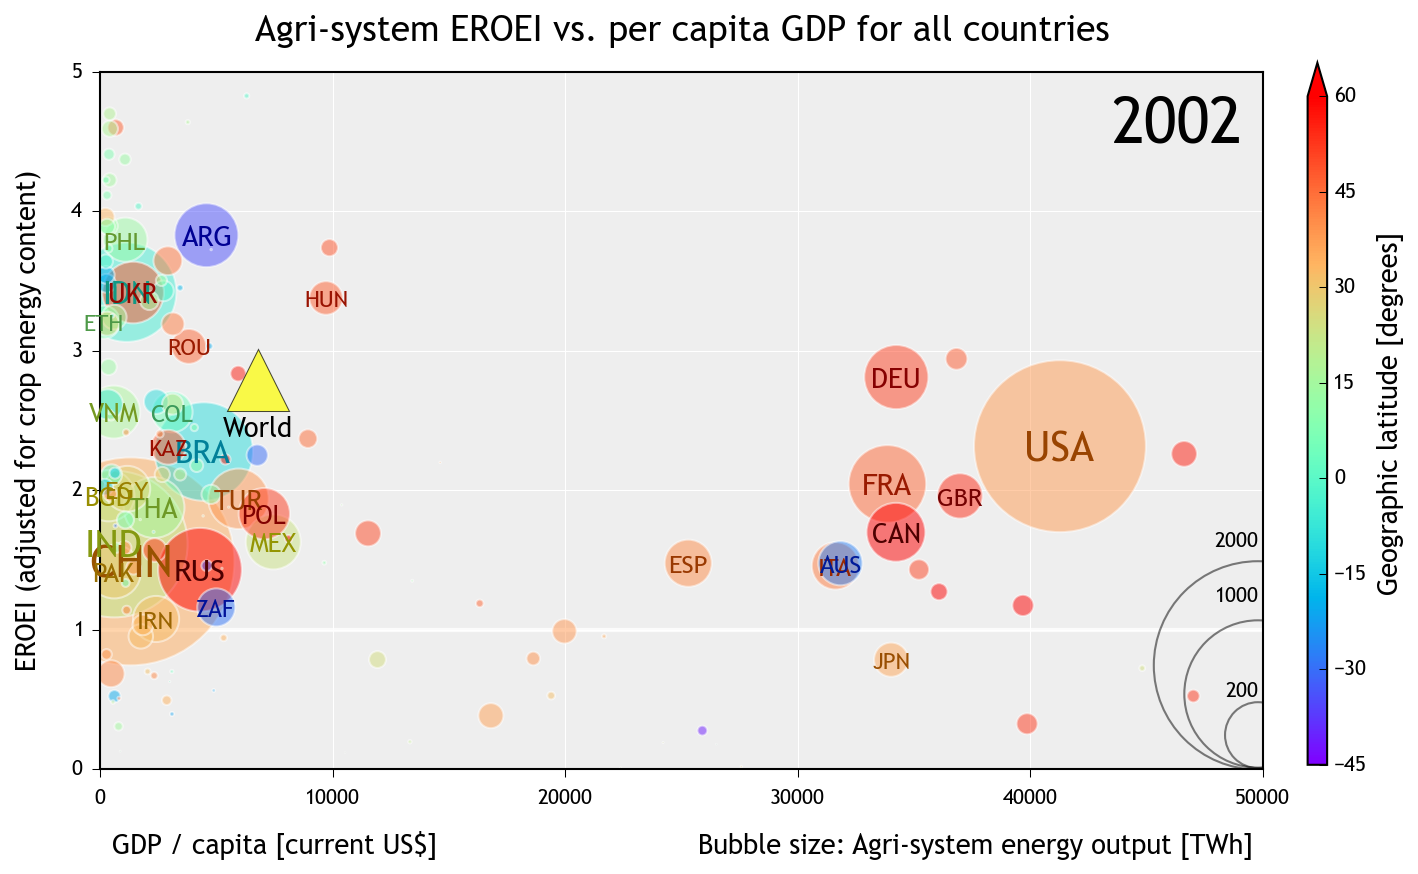 Agri-system EROEI vs. per capita GDP for all countries
2002
EROEI (adjusted for crop energy content)
5
4
3
2
1
0
PHL
ARG
IDN
UKR
HUN
ETH
ROU
World
DEU
VNM
COL
KAZ
BRA
USA
EGY
BGD
THA
TUR
POL
FRA
GBR
IND
CHN
PAK
RUS
MEX
CAN
ESP
ITA
AUS
ZAF
IRN
JPN
2000
1000
200
0
10000
20000
30000
40000
50000
GDP / capita [current US$]
Bubble size: Agri-system energy output [TWh]
60
45
30
15
0
−15
−30
−45
Geographic latitude [degrees]